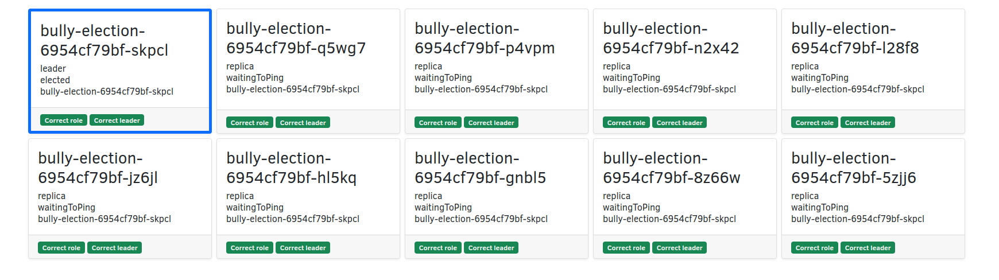 bully-election-
6954cf79bf-skpcl
leader
elected
bully-election-6954cf79bf-skpcl
Correct role Correct leader
bully-election-
6954cf79bf-q5wg7
replica
waitingToPing
bully-election-6954cf79bf-skpcl
Correct role Correct leader
bully-election-
6954cf79bf-p4vpm
replica
waitingToPing
bully-election-6954cf79bf-skpcl
Correct role Correct leader
bully-election-
6954cf79bf-n2x42
replica
waitingToPing
bully-election-6954cf79bf-skpcl
Correct role Correct leader
bully-election-
6954cf79bf-l28f8
replica
waitingToPing
bully-election-6954cf79bf-skpcl
Correct role Correct leader
bully-election-
6954cf79bf-jz6jl
replica
waitingToPing
bully-election-6954cf79bf-skpcl
Correct role Correct leader
bully-election-
6954cf79bf-hl5kq
replica
waitingToPing
bully-election-6954cf79bf-skpcl
Correct role Correct leader
bully-election-
6954cf79bf-gnbl5
replica
waitingToPing
bully-election-6954cf79bf-skpcl
Correct role Correct leader
bully-election-
6954cf79bf-8z66w
replica
waitingToPing
bully-election-6954cf79bf-skpcl
Correct role Correct leader
bully-election-
6954cf79bf-5zjj6
replica
waitingToPing
bully-election-6954cf79bf-skpcl
Correct role Correct leader